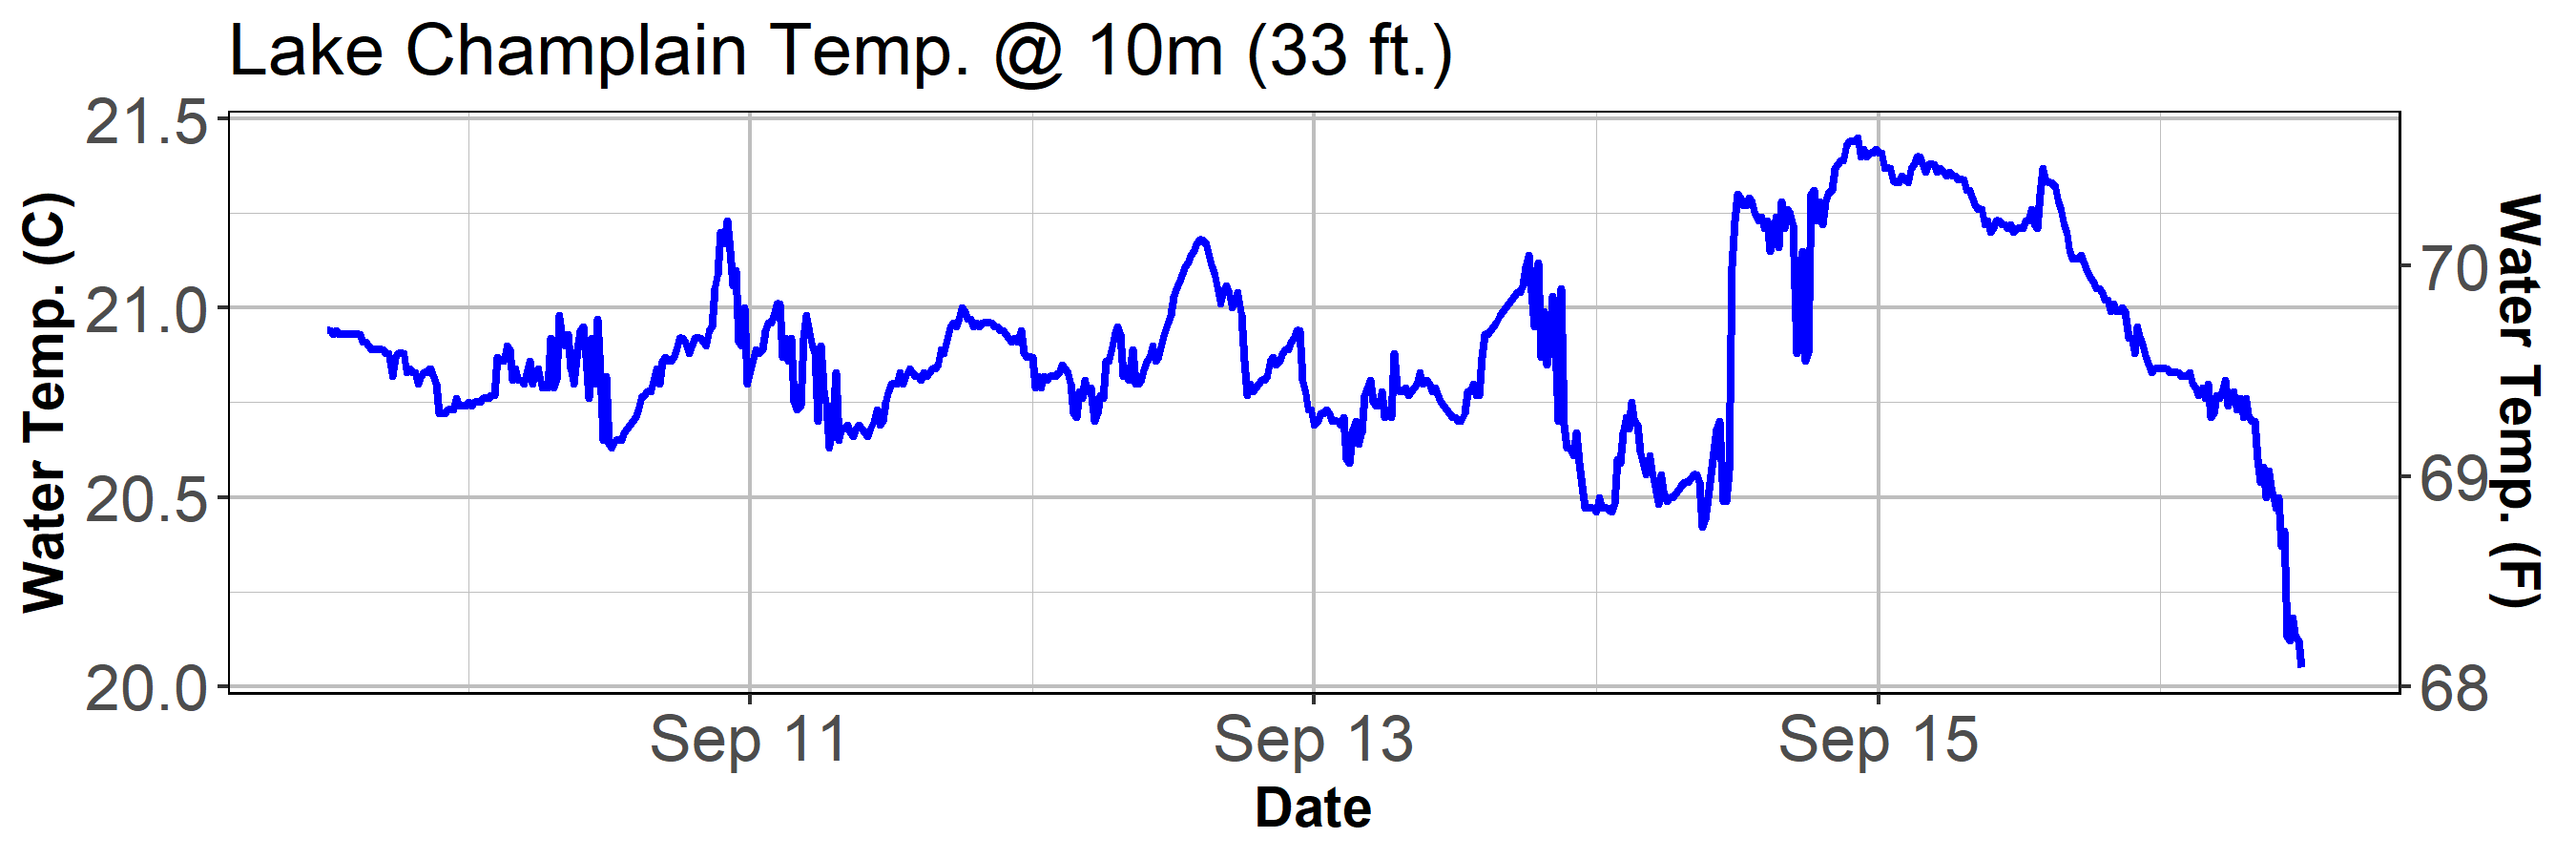 Lake Champlain Temp. @ 10m (33 ft.)
21.5
21.0
20.5
20.0
Water Temp. (C)
70
69
68
Water Temp. (F)
Sep 11
Sep 13
Sep 15
Date